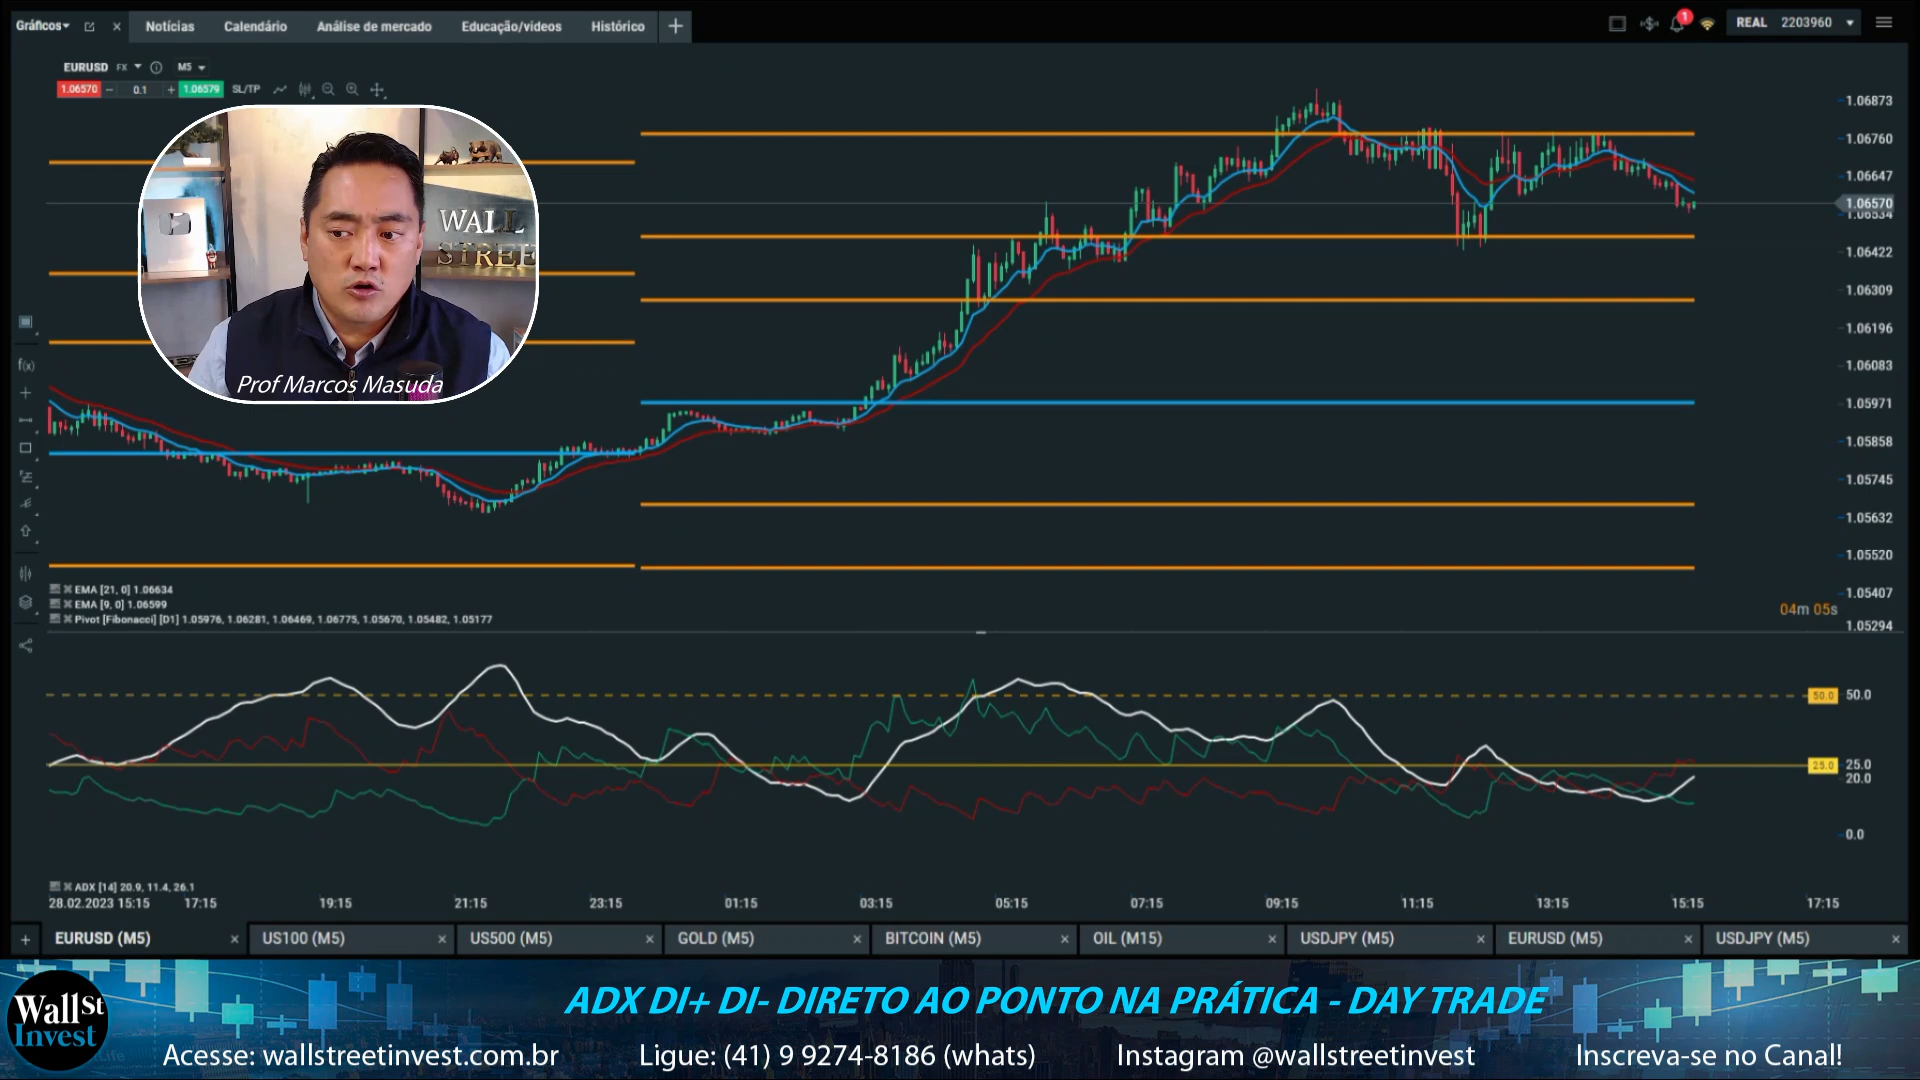 Gráficos
Notícias
Calendário
Análise de mercado
Educação/videos
Histórico
1
REAL 2203960
EURUSD FX M5
1.06570 − 0.1 + 1.06579 SL/TP
WALL
STREE
Prof Marcos Masuda
1.06873
1.06760
1.06647
1.06570
1.06534
1.06422
1.06309
1.06196
1.06083
1.05971
1.05858
1.05745
1.05632
1.05520
1.05407
1.05294
f(x)
EMA [21, 0] 1.06634
EMA [9, 0] 1.06599
Pivot [Fibonacci] [D1] 1.05976, 1.06281, 1.06469, 1.06775, 1.05670, 1.05482, 1.05177
04m 05s
50.0 50.0
25.0 25.0
20.0
0.0
ADX [14] 20.9, 11.4, 26.1
28.02.2023 15:15 17:15 19:15 21:15 23:15 01:15 03:15 05:15 07:15 09:15 11:15 13:15 15:15 17:15
+ EURUSD (M5) × US100 (M5) × US500 (M5) × GOLD (M5) × BITCOIN (M5) × OIL (M15) × USDJPY (M5) × EURUSD (M5) × USDJPY (M5) ×
WallSt
Invest
ADX DI+ DI- DIRETO AO PONTO NA PRÁTICA - DAY TRADE
Acesse: wallstreetinvest.com.br
Ligue: (41) 9 9274-8186 (whats)
Instagram @wallstreetinvest
Inscreva-se no Canal!